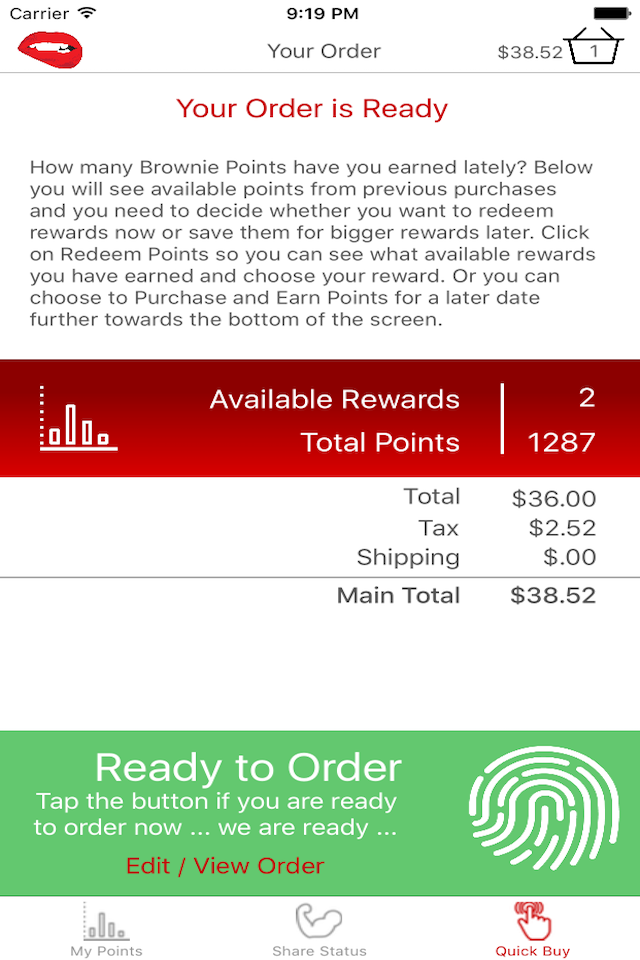 Carrier 9:19 PM
Your Order $38.52 1
Your Order is Ready
How many Brownie Points have you earned lately? Below
you will see available points from previous purchases
and you need to decide whether you want to redeem
rewards now or save them for bigger rewards later. Click
on Redeem Points so you can see what available rewards
you have earned and choose your reward. Or you can
choose to Purchase and Earn Points for a later date
further towards the bottom of the screen.
Available Rewards 2
Total Points 1287
Total $36.00
Tax $2.52
Shipping $.00
Main Total $38.52
Ready to Order
Tap the button if you are ready
to order now ... we are ready ...
Edit / View Order
My Points Share Status Quick Buy